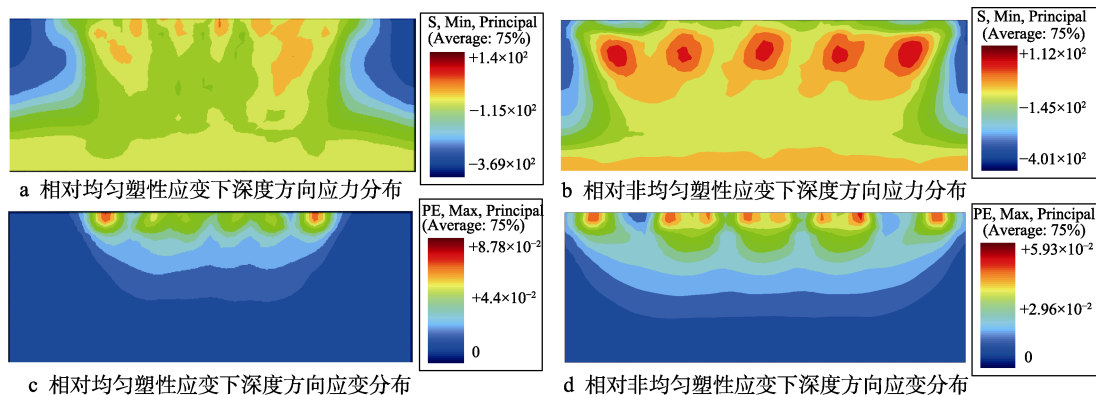 S, Min, Principal
(Average: 75%)
+1.4×10²
−1.15×10²
−3.69×10²
S, Min, Principal
(Average: 75%)
+1.12×10²
−1.45×10²
−4.01×10²
a 相对均匀塑性应变下深度方向应力分布
b 相对非均匀塑性应变下深度方向应力分布
PE, Max, Principal
(Average: 75%)
+8.78×10⁻²
+4.4×10⁻²
0
PE, Max, Principal
(Average: 75%)
+5.93×10⁻²
+2.96×10⁻²
0
c 相对均匀塑性应变下深度方向应变分布
d 相对非均匀塑性应变下深度方向应变分布